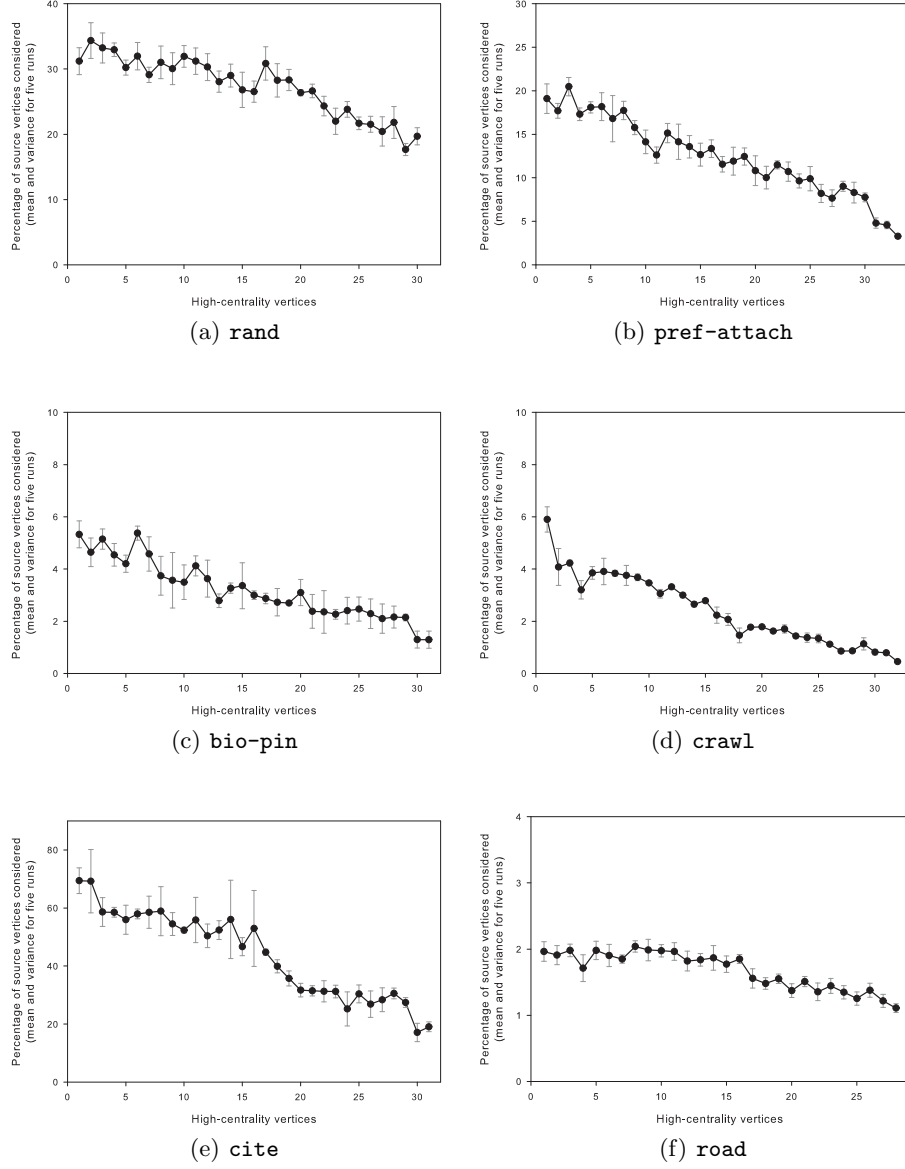 Percentage of source vertices considered
(mean and variance for five runs)
40
30
20
10
0
0 5 10 15 20 25 30
High-centrality vertices
(a) rand
Percentage of source vertices considered
(mean and variance for five runs)
30
25
20
15
10
5
0
0 5 10 15 20 25 30
High-centrality vertices
(b) pref-attach
Percentage of source vertices considered
(mean and variance for five runs)
10
8
6
4
2
0
0 5 10 15 20 25 30
High-centrality vertices
(c) bio-pin
Percentage of source vertices considered
(mean and variance for five runs)
10
8
6
4
2
0
0 5 10 15 20 25 30
High-centrality vertices
(d) crawl
Percentage of source vertices considered
(mean and variance for five runs)
80
60
40
20
0
0 5 10 15 20 25 30
High-centrality vertices
(e) cite
Percentage of source vertices considered
(mean and variance for five runs)
4
3
2
1
0
0 5 10 15 20 25
High-centrality vertices
(f) road